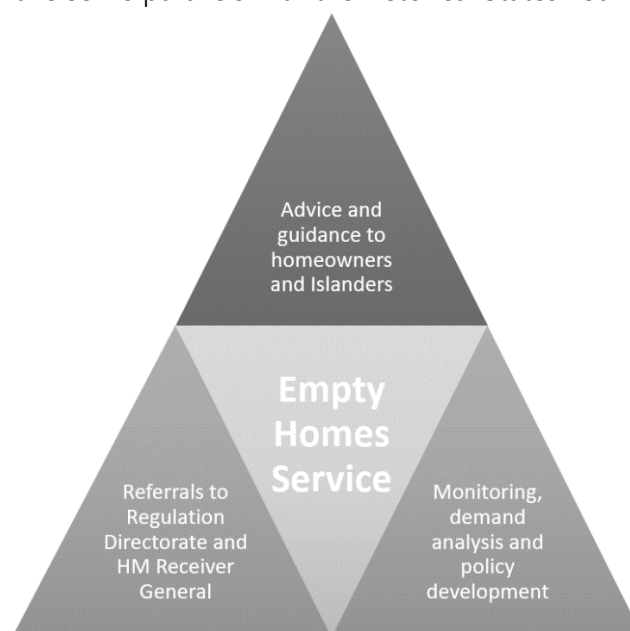 Advice and
guidance to
homeowners
and Islanders
Empty
Homes
Service
Referrals to
Regulation
Directorate and
HM Receiver
General
Monitoring,
demand
analysis and
policy
development